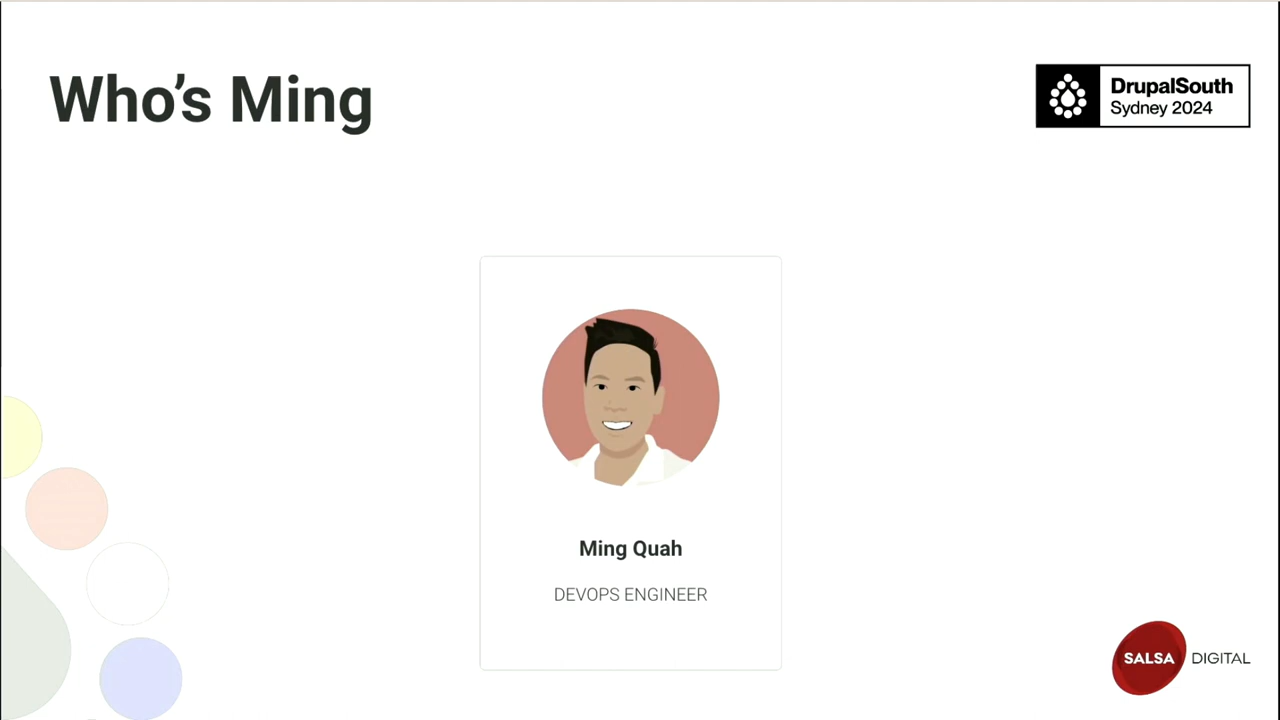 Who’s Ming
DrupalSouth
Sydney 2024
Ming Quah
DEVOPS ENGINEER
SALSA DIGITAL